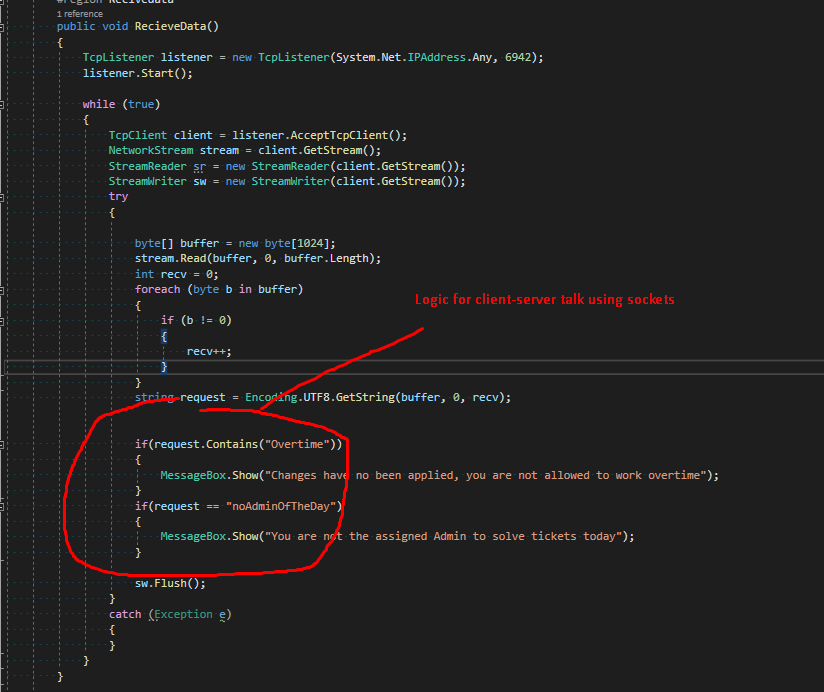 #region RecivedData
1 reference
public void RecieveData()
{
TcpListener listener = new TcpListener(System.Net.IPAddress.Any, 6942);
listener.Start();
while (true)
{
TcpClient client = listener.AcceptTcpClient();
NetworkStream stream = client.GetStream();
StreamReader sr = new StreamReader(client.GetStream());
StreamWriter sw = new StreamWriter(client.GetStream());
try
{
byte[] buffer = new byte[1024];
stream.Read(buffer, 0, buffer.Length);
int recv = 0;
foreach (byte b in buffer)
Logic for client-server talk using sockets
{
if (b != 0)
{
recv++;
}
}
string request = Encoding.UTF8.GetString(buffer, 0, recv);
if(request.Contains("Overtime"))
{
MessageBox.Show("Changes have no been applied, you are not allowed to work overtime");
}
if(request == "noAdminOfTheDay")
{
MessageBox.Show("You are not the assigned Admin to solve tickets today");
}
sw.Flush();
}
catch (Exception e)
{
}
}
}